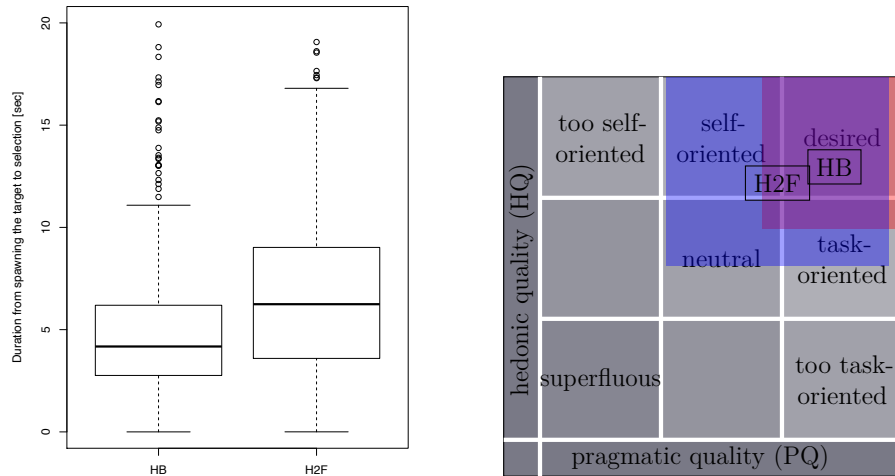 Duration from spawning the target to selection [sec]
20
15
10
5
0
HB
H2F
hedonic quality (HQ)
too self-
oriented
self-
oriented
desired
HB
H2F
neutral
task-
oriented
superfluous
too task-
oriented
pragmatic quality (PQ)